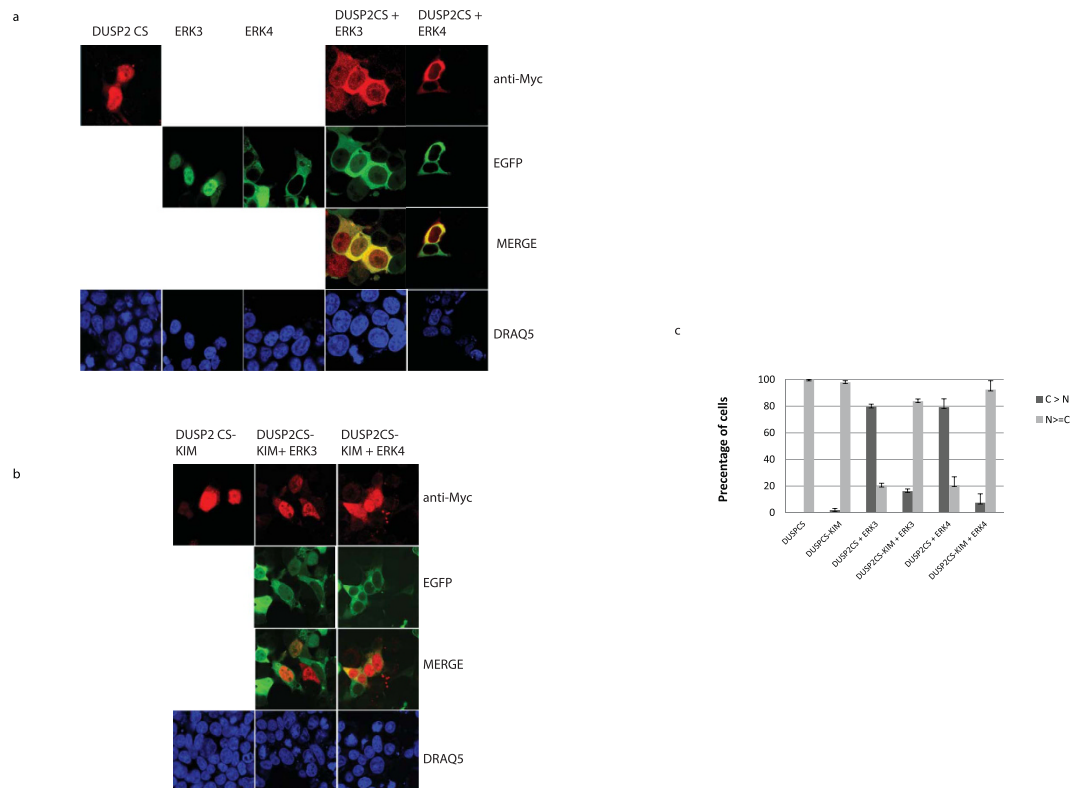 a
DUSP2 CS
ERK3
ERK4
DUSP2CS +
ERK3
DUSP2CS +
ERK4
anti-Myc
EGFP
MERGE
DRAQ5
b
DUSP2 CS-
KIM
DUSP2CS-
KIM+ ERK3
DUSP2CS-
KIM + ERK4
anti-Myc
EGFP
MERGE
DRAQ5
c
Precentage of cells
100
80
60
40
20
0
DUSPCS
DUSPCS-KIM
DUSP2CS + ERK3
DUSP2CS-KIM + ERK3
DUSP2CS + ERK4
DUSP2CS-KIM + ERK4
C > N
N>=C